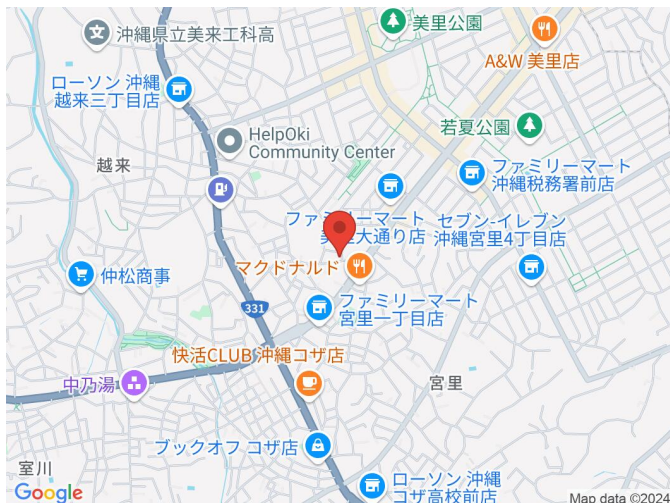 美里公園
沖縄県立美来工科高
A&W 美里店
ローソン 沖縄
越来三丁目店
若夏公園
HelpOki
Community Center
越来
ファミリーマート
沖縄税務署前店
ファミリーマート
大通り店
セブン-イレブン
沖縄宮里4丁目店
マクドナルド
仲松商事
ファミリーマート
宮里一丁目店
331
快活CLUB 沖縄コザ店
中乃湯
宮里
ブックオフ コザ店
室川
ローソン 沖縄
コザ高校前店
Google
Map data ©2024